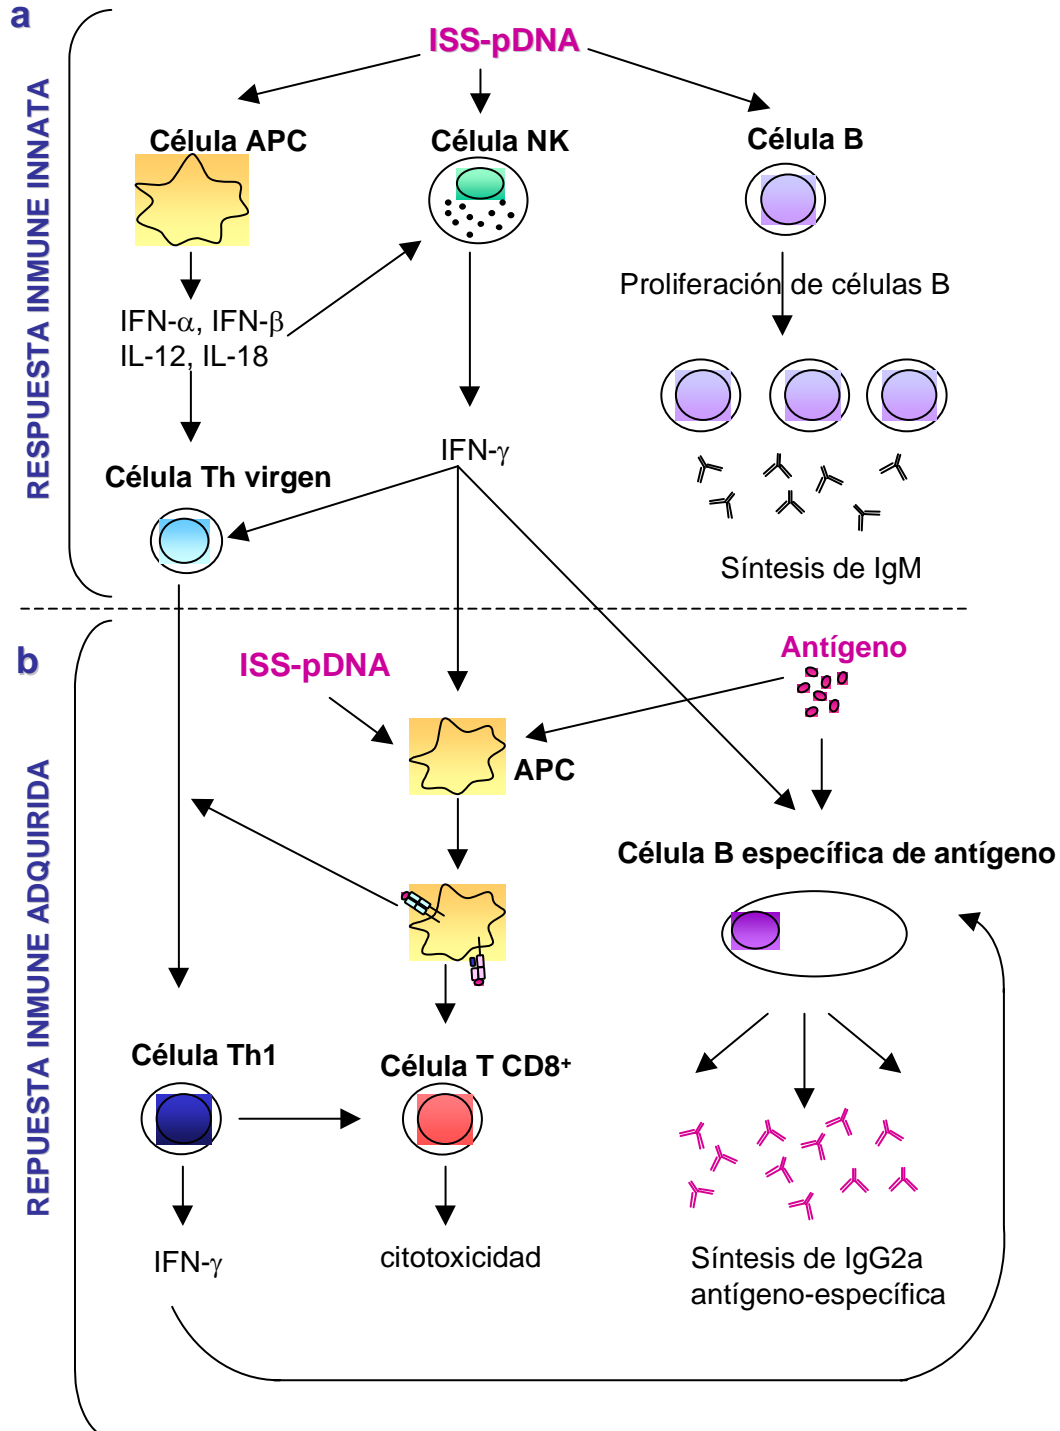 a
RESPUESTA INMUNE INNATA
ISS-pDNA
Célula APC
Célula NK
Célula B
Proliferación de células B
IFN-α, IFN-β
IL-12, IL-18
IFN-γ
Célula Th virgen
Síntesis de IgM
b
REPUESTA INMUNE ADQUIRIDA
ISS-pDNA
Antígeno
APC
Célula B específica de antígeno
Célula Th1
Célula T CD8+
IFN-γ
citotoxicidad
Síntesis de IgG2a
antígeno-específica